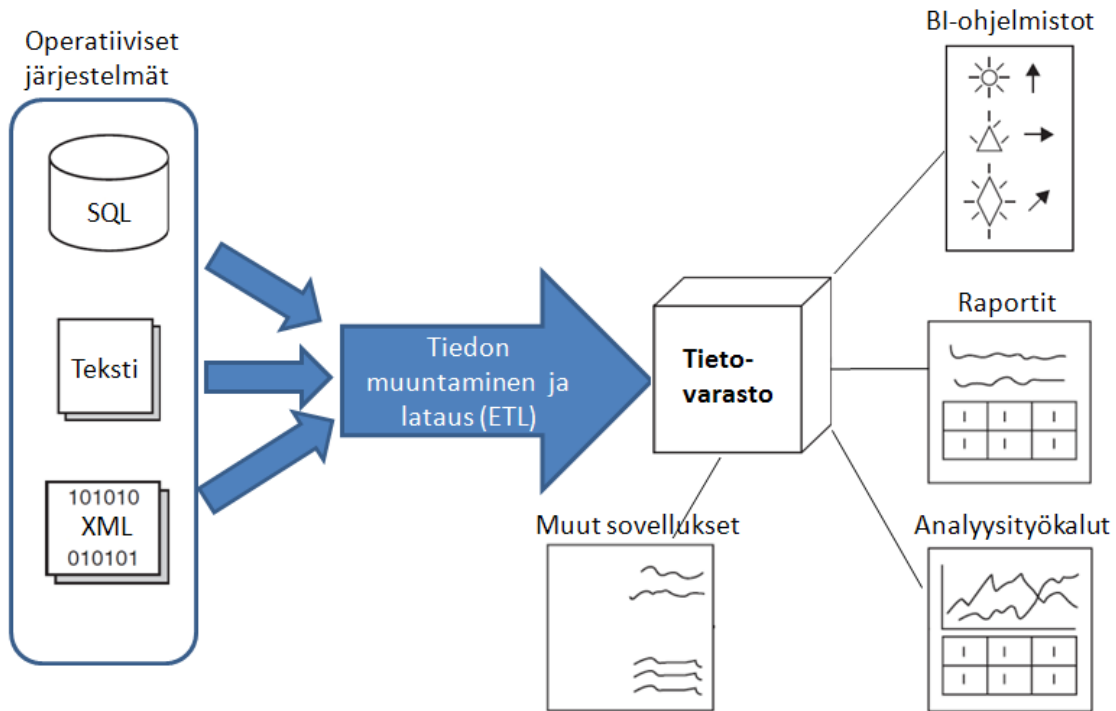 Operatiiviset
järjestelmät
SQL
Teksti
101010
XML
010101
Tiedon
muuntaminen ja
lataus (ETL)
Tieto-
varasto
BI-ohjelmistot
Raportit
Muut sovellukset
Analyysityökalut